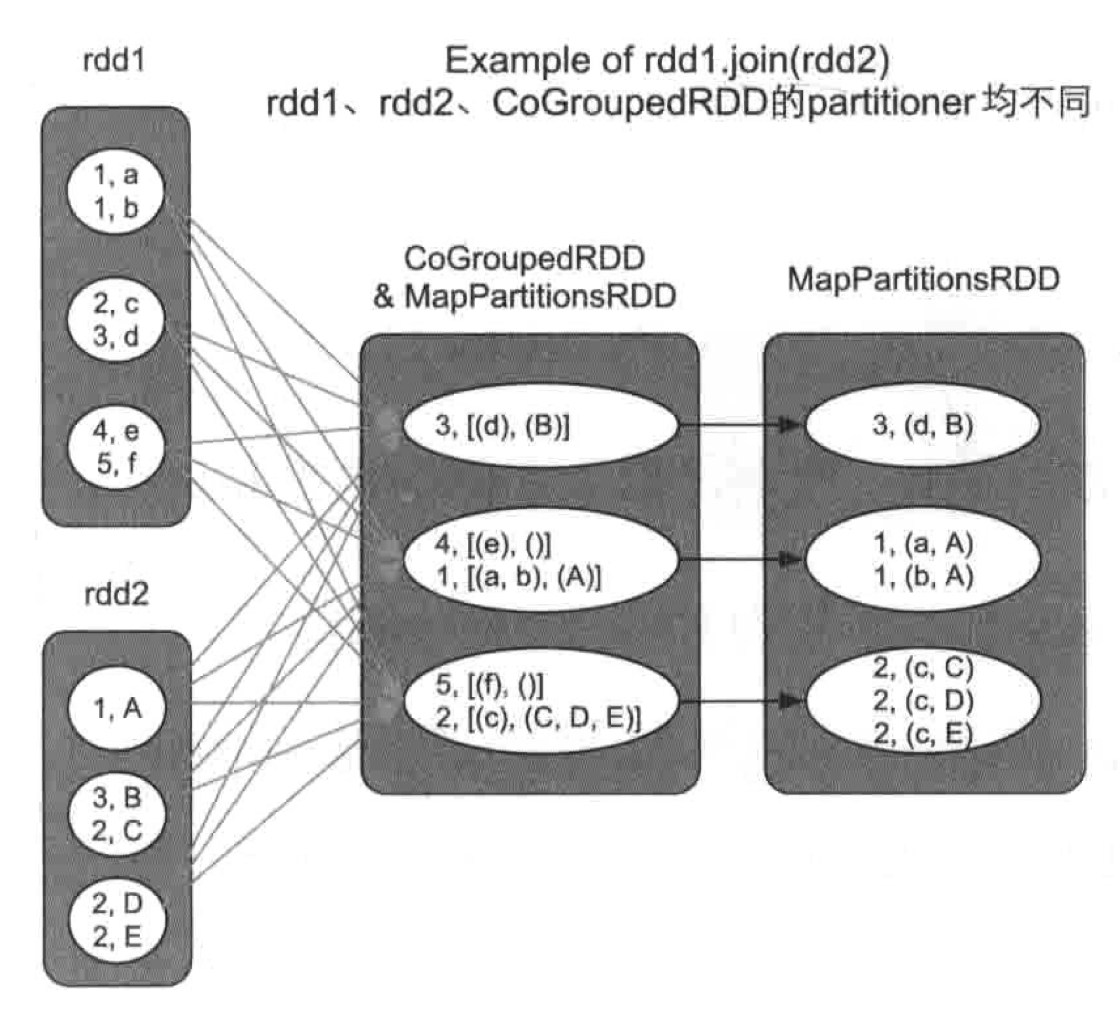 Example of rdd1.join(rdd2)
rdd1、rdd2、CoGroupedRDD的partitioner 均不同
rdd1
1, a
1, b
2, c
3, d
4, e
5, f
rdd2
1, A
3, B
2, C
2, D
2, E
CoGroupedRDD
& MapPartitionsRDD
3, [(d), (B)]
4, [(e), ()]
1, [(a, b), (A)]
5, [(f), ()]
2, [(c), (C, D, E)]
MapPartitionsRDD
3, (d, B)
1, (a, A)
1, (b, A)
2, (c, C)
2, (c, D)
2, (c, E)